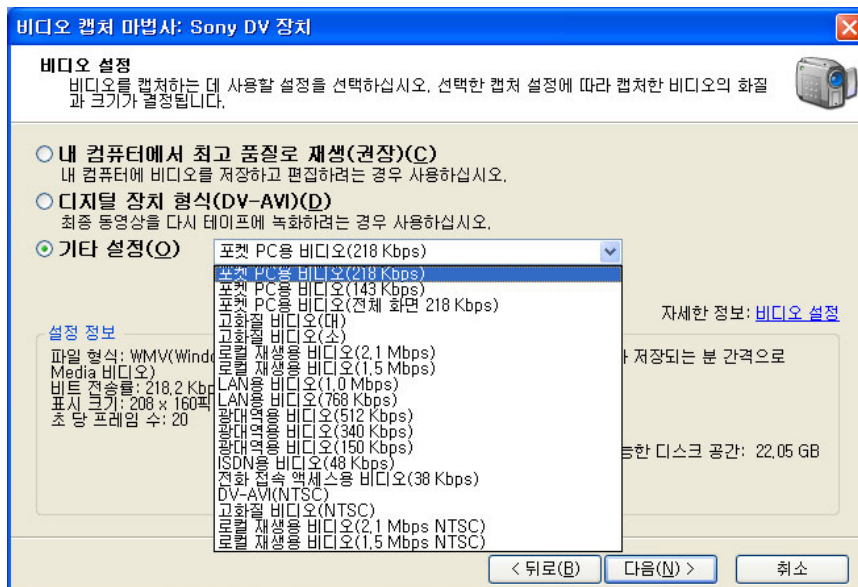 비디오 캡처 마법사: Sony DV 장치
비디오 설정
비디오를 캡처하는 데 사용할 설정을 선택하십시오. 선택한 캡처 설정에 따라 캡처한 비디오의 화질
과 크기가 결정됩니다.
내 컴퓨터에서 최고 품질로 재생(권장)(C)
내 컴퓨터에 비디오를 저장하고 편집하려는 경우 사용하십시오.
디지털 장치 형식(DV-AVI)(D)
최종 동영상을 다시 테이프에 녹화하려는 경우 사용하십시오.
기타 설정(O)
포켓 PC용 비디오(218 Kbps)
포켓 PC용 비디오(218 Kbps)
포켓 PC용 비디오(143 Kbps)
포켓 PC용 비디오(전체 화면 218 Kbps)
고화질 비디오(대)
고화질 비디오(소)
로컬 재생용 비디오(2,1 Mbps)
로컬 재생용 비디오(1,5 Mbps)
LAN용 비디오(1,0 Mbps)
LAN용 비디오(768 Kbps)
광대역용 비디오(512 Kbps)
광대역용 비디오(340 Kbps)
광대역용 비디오(150 Kbps)
ISDN용 비디오(48 Kbps)
전화 접속 액세스용 비디오(38 Kbps)
DV-AVI(NTSC)
고화질 비디오(NTSC)
로컬 재생용 비디오(2,1 Mbps NTSC)
로컬 재생용 비디오(1,5 Mbps NTSC)
자세한 정보: 비디오 설정
설정 정보
파일 형식: WMV(Windo
Media 비디오)
비트 전송률: 218,2 Kbp
표시 크기: 208 x 160픽
초 당 프레임 수: 20
저장되는 분 간격으로
능한 디스크 공간: 22,05 GB
< 뒤로(B)
다음(N) >
취소